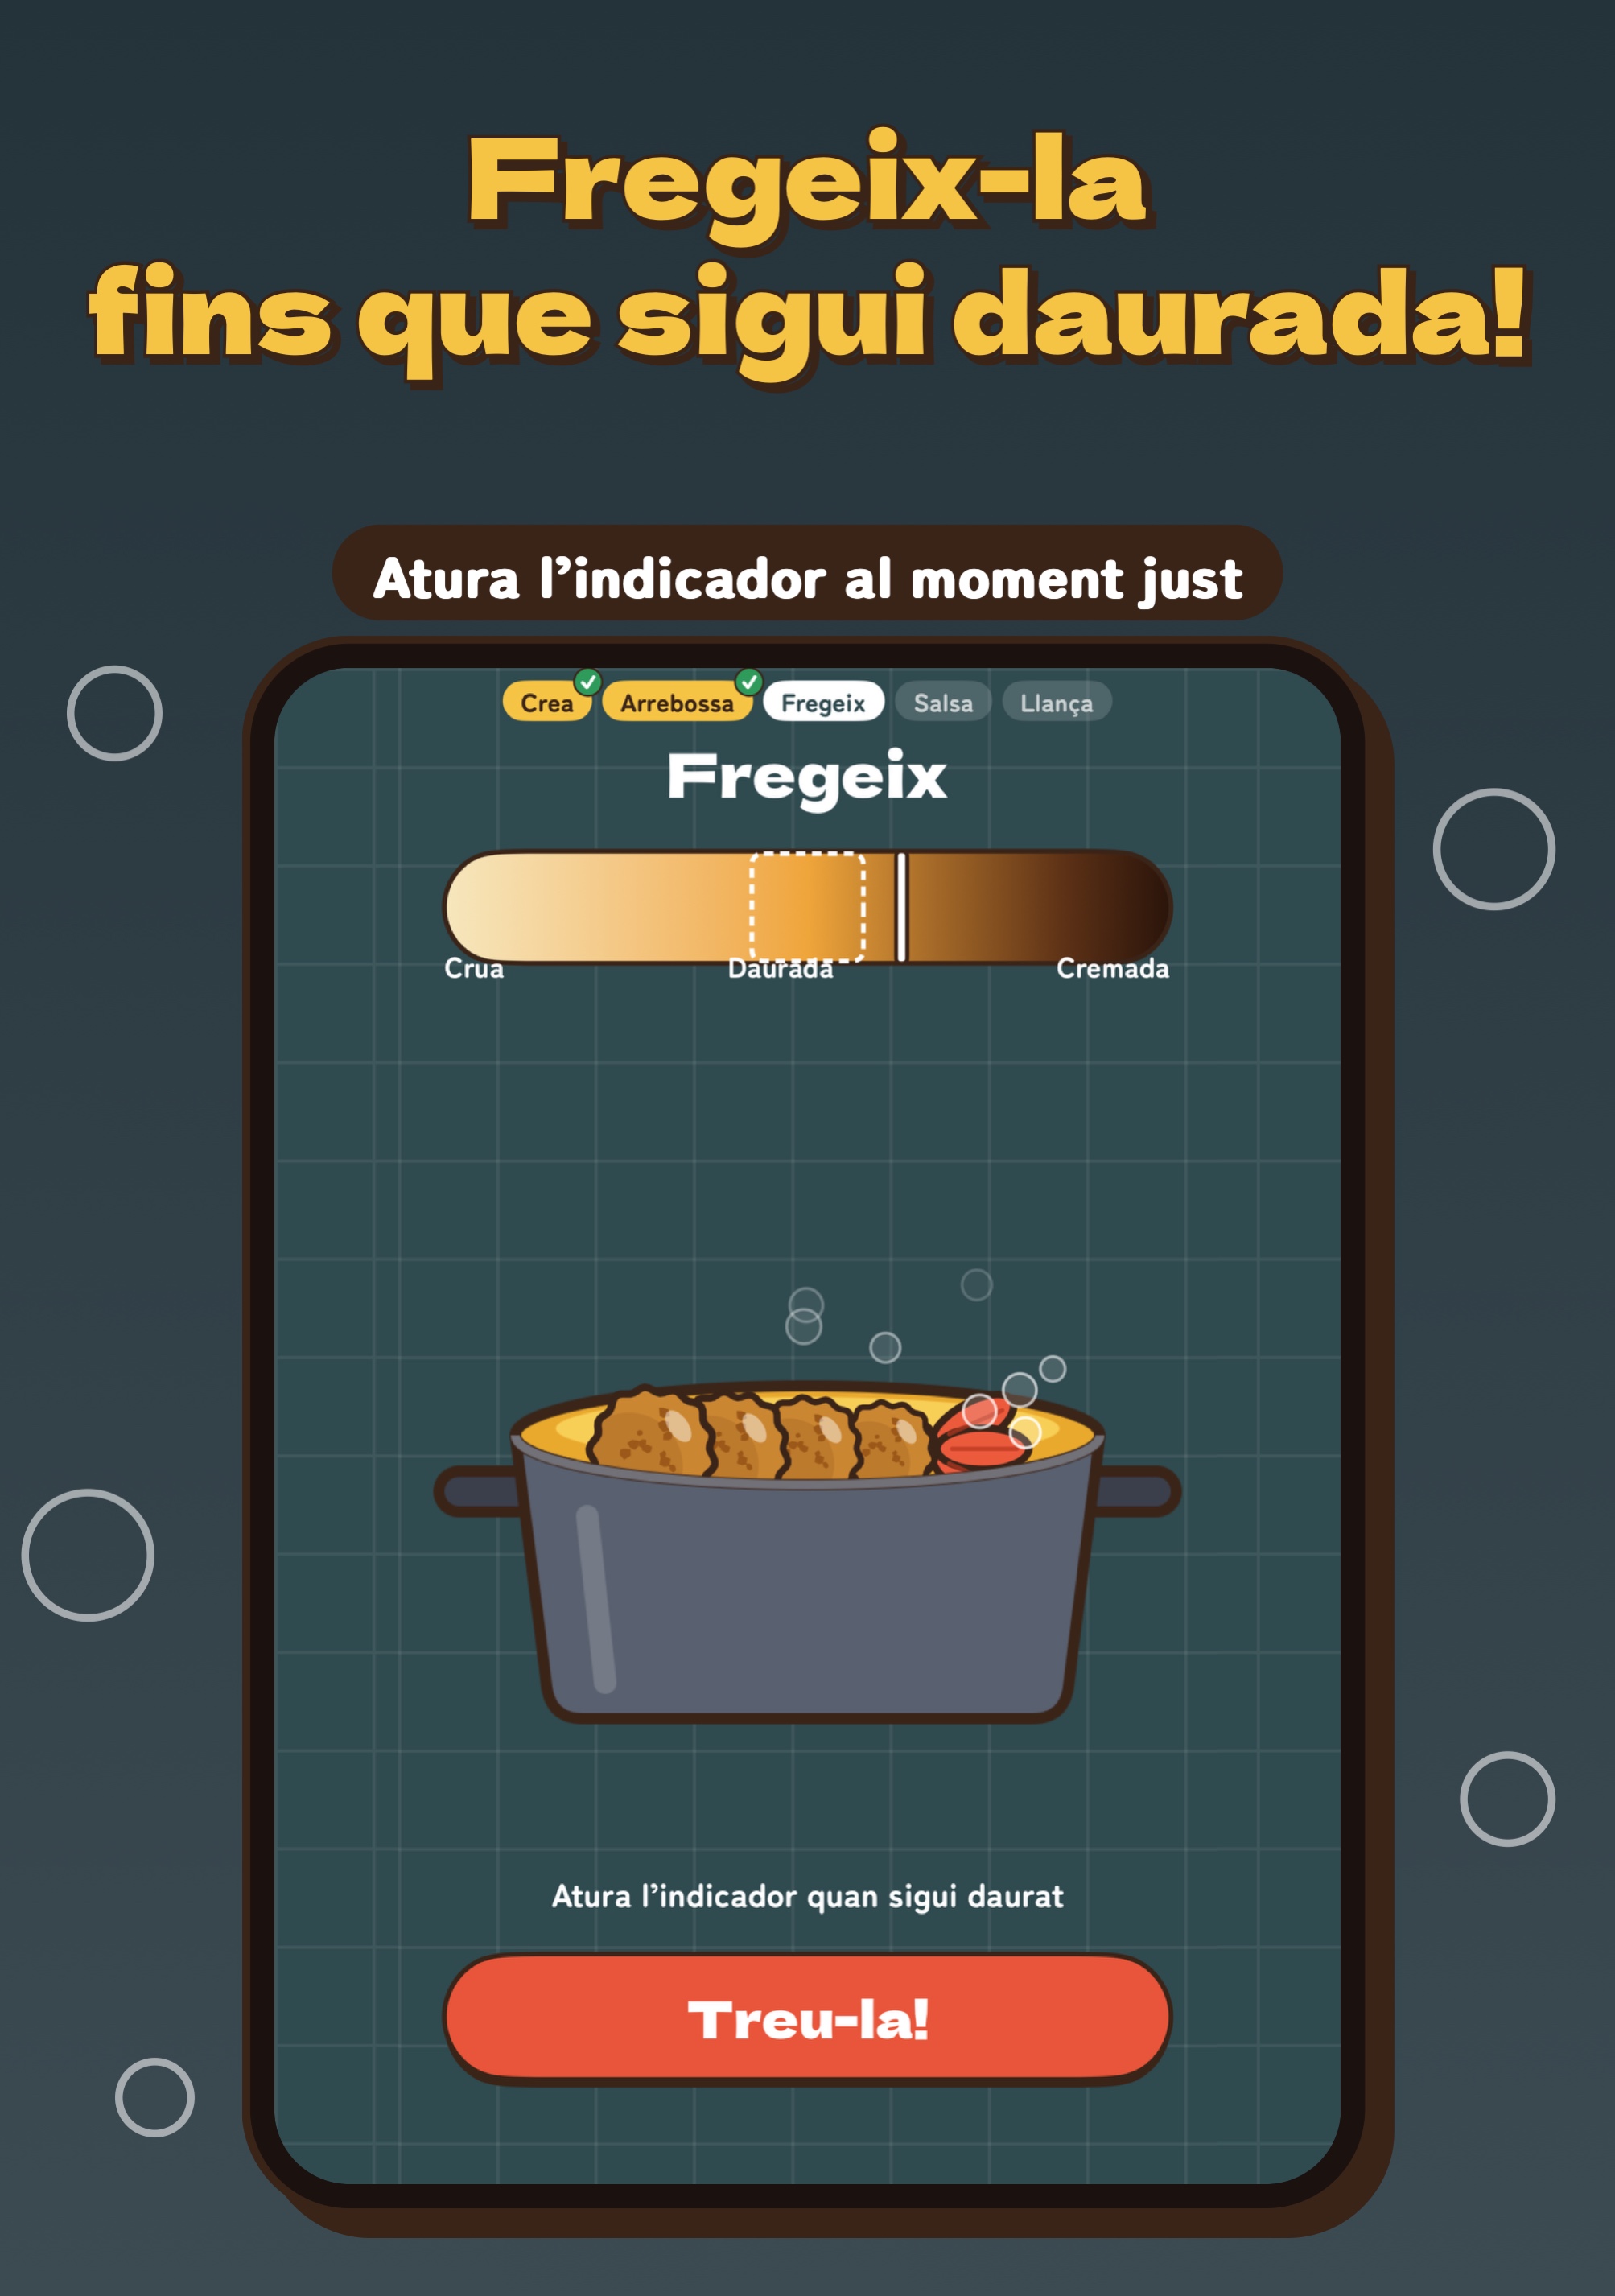 Fregeix-la
fins que sigui daurada!
Atura l’indicador al moment just
Crea Arrebossa Fregeix Salsa Llança
Fregeix
Crua Daurada Cremada
Atura l’indicador quan sigui daurat
Treu-la!